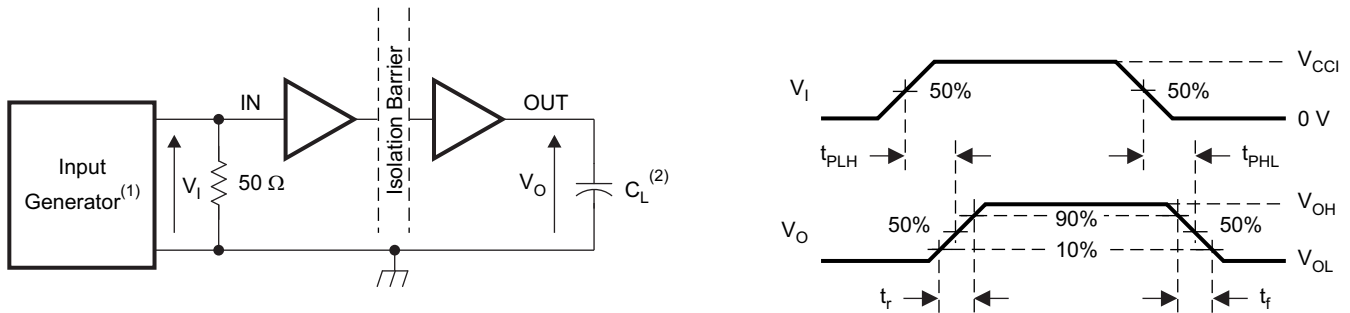 Input
Generator(1)
VI
50 Ω
IN
Isolation Barrier
OUT
VO
CL(2)
VI
50%
50%
VCCI
0 V
tPLH
tPHL
VO
50%
90%
10%
50%
VOH
VOL
tr
tf